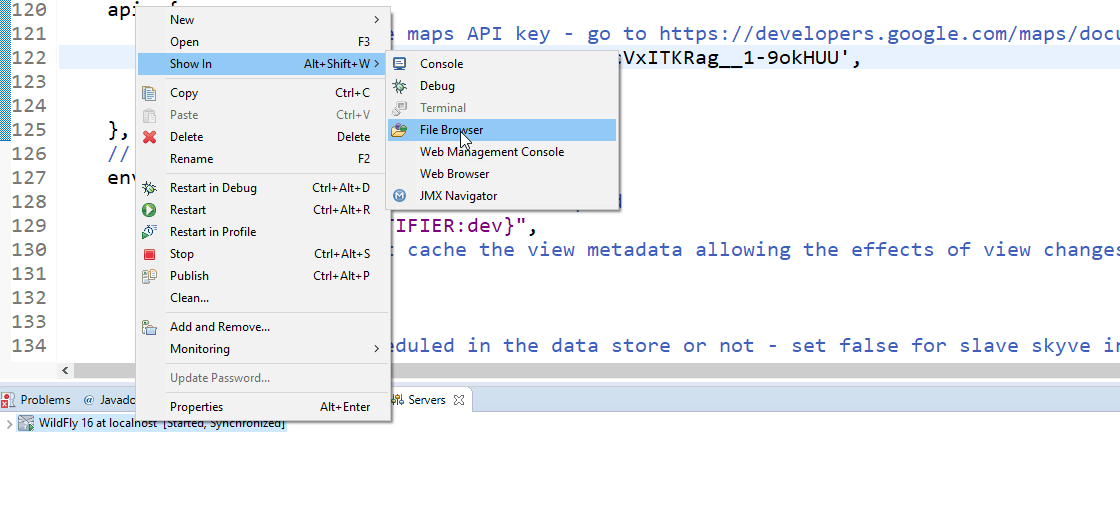 120 api
121 e maps API key - go to https://developers.google.com/maps/docu
122 VxITKRag__1-9okHUU',
123
124
125 },
126 //
127 env
128
129 TIFIER:dev}",
130 t cache the view metadata allowing the effects of view changes
131
132
133
134 eduled in the data store or not - set false for slave skyve in
New
Open F3
Show In Alt+Shift+W
Copy Ctrl+C
Paste Ctrl+V
Delete Delete
Rename F2
Restart in Debug Ctrl+Alt+D
Restart Ctrl+Alt+R
Restart in Profile
Stop Ctrl+Alt+S
Publish Ctrl+Alt+P
Clean...
Add and Remove...
Monitoring
Update Password...
Properties Alt+Enter
Console
Debug
Terminal
File Browser
Web Management Console
Web Browser
JMX Navigator
Problems @ Javado Servers
WildFly 16 at localhost [Started, Synchronized]